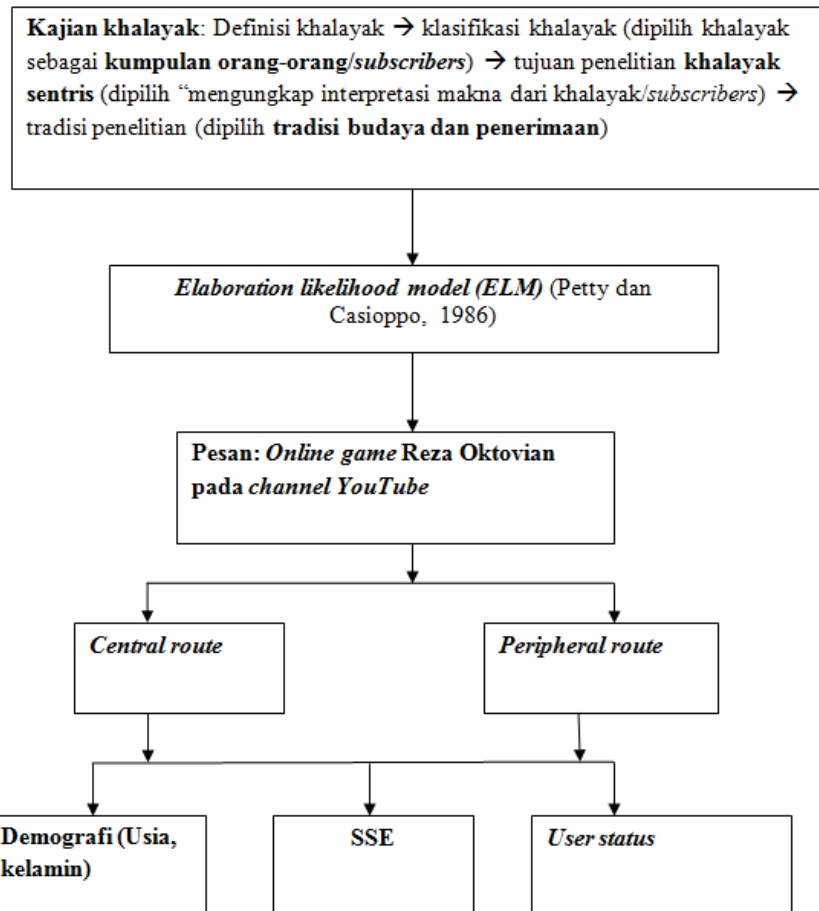 Kajian khalayak: Definisi khalayak → klasifikasi khalayak (dipilih khalayak
sebagai kumpulan orang-orang/subscribers) → tujuan penelitian khalayak
sentris (dipilih “mengungkap interpretasi makna dari khalayak/subscribers) →
tradisi penelitian (dipilih tradisi budaya dan penerimaan)
Elaboration likelihood model (ELM) (Petty dan
Casioppo, 1986)
Pesan: Online game Reza Oktovian
pada channel YouTube
Central route
Peripheral route
Demografi (Usia,
kelamin)
SSE
User status